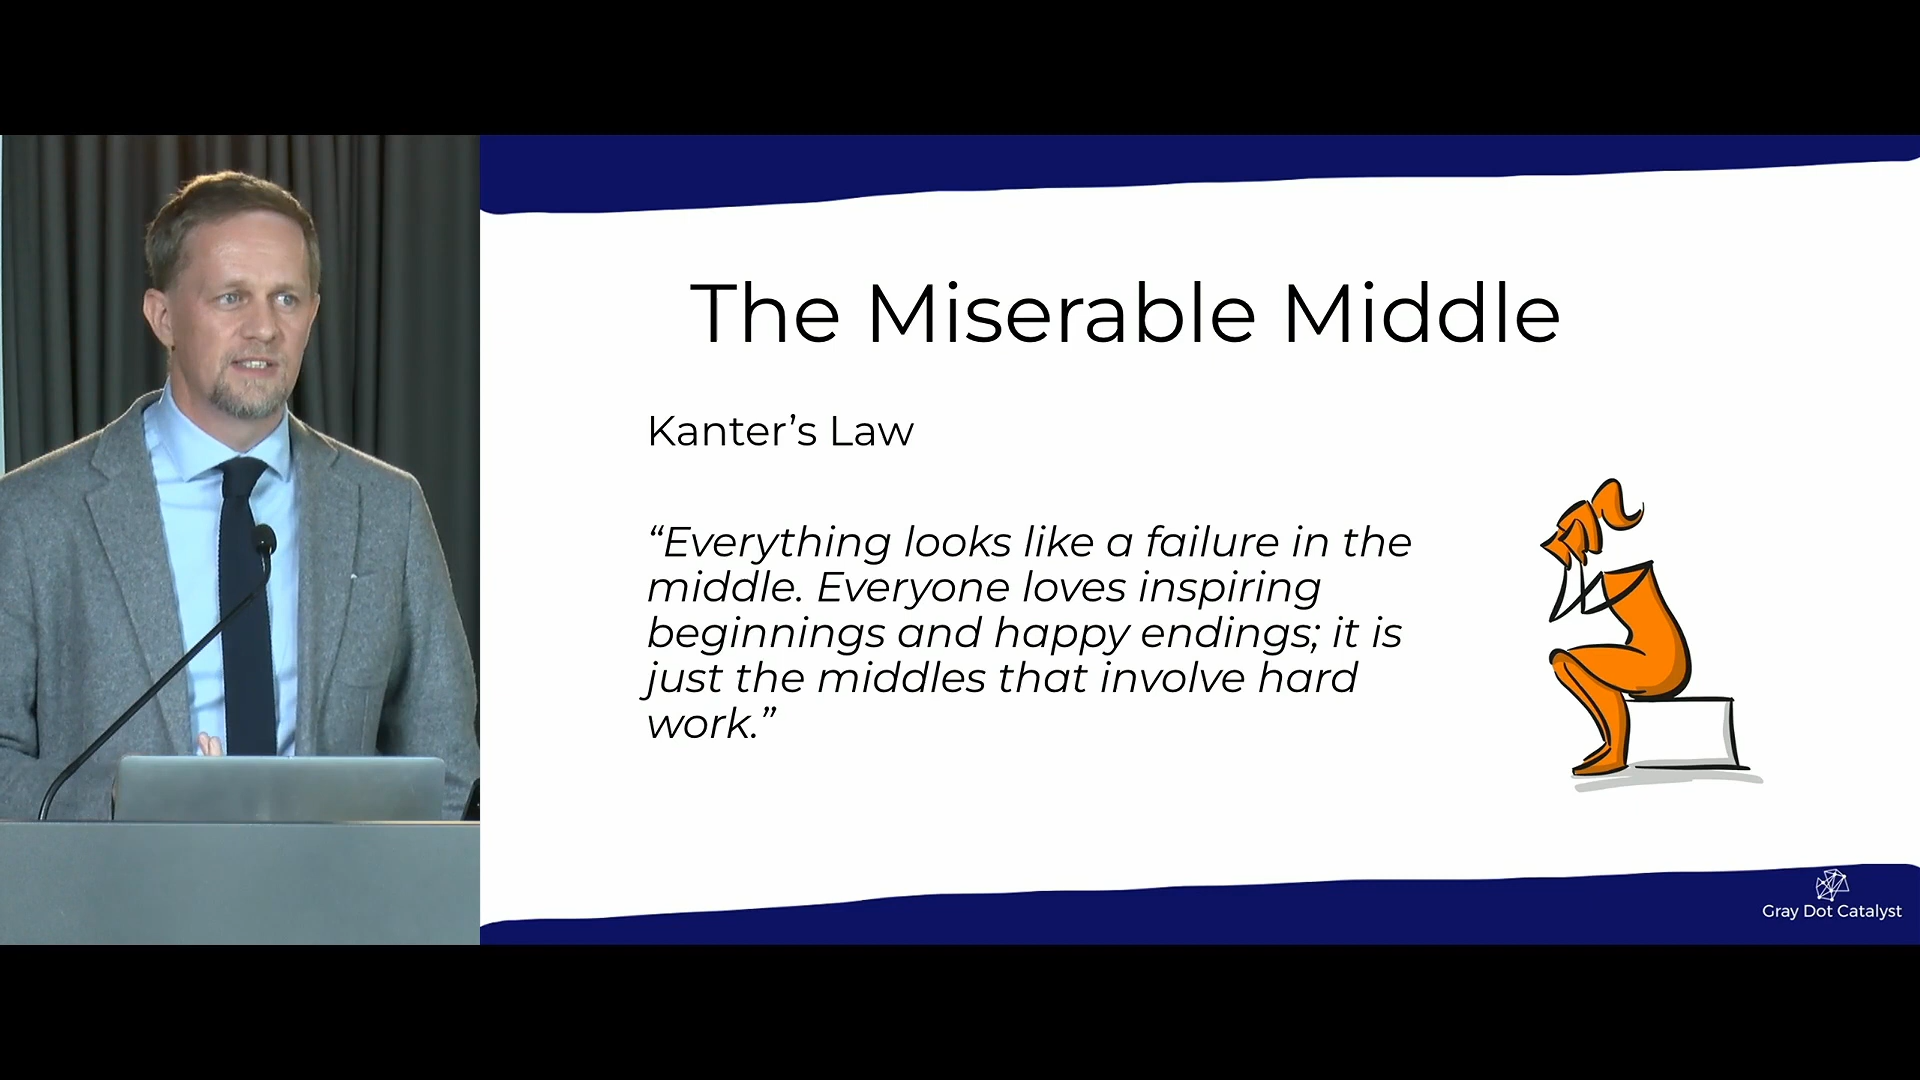 The Miserable Middle
Kanter’s Law
“Everything looks like a failure in the
middle. Everyone loves inspiring
beginnings and happy endings; it is
just the middles that involve hard
work.”
Gray Dot Catalyst